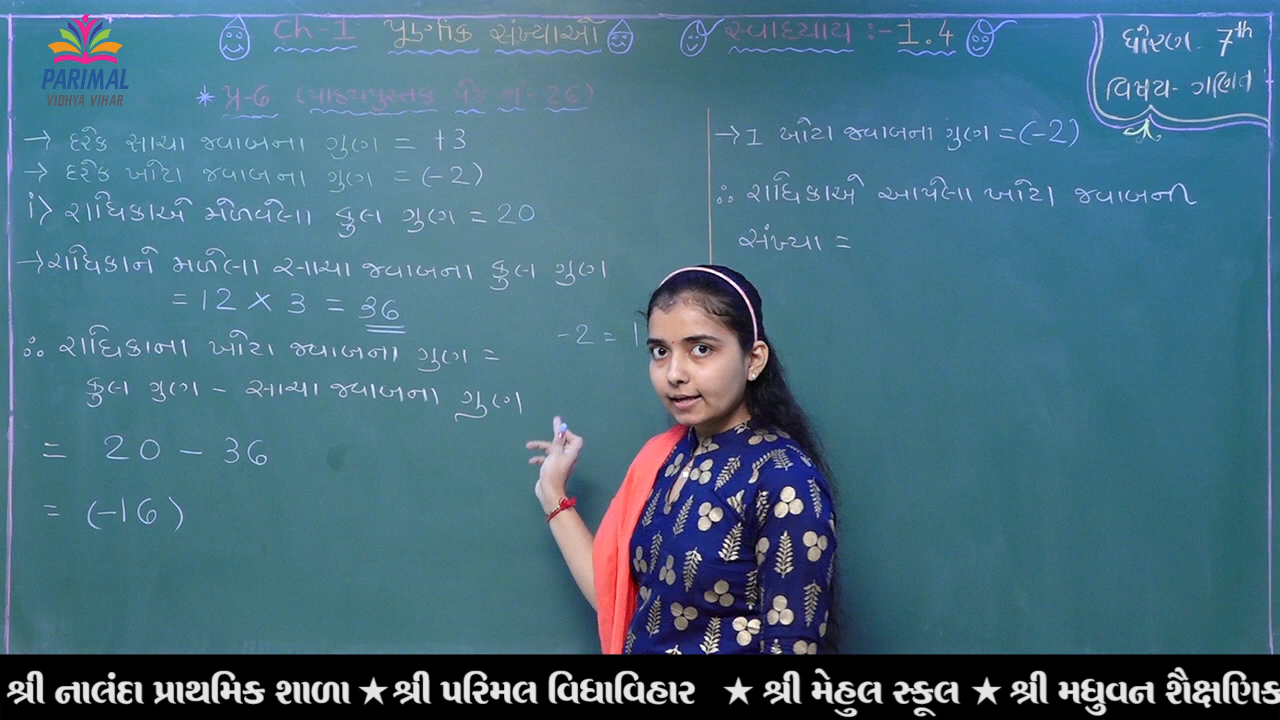 PARIMAL
VIDHYA VIHAR
Ch-1 પૂર્ણાંક સંખ્યાઓ સ્વાધ્યાય :- 1.4
ધોરણ- 7th
વિષય- ગણિત
* પ્ર-6 (પાઠ્યપુસ્તક પેજ નં- 26)
→ દરેક સાચા જવાબના ગુણ = +3
→ દરેક ખોટા જવાબના ગુણ = (-2)
i> રાધિકાએ મેળવેલા કુલ ગુણ = 20
→ રાધિકાને મળેલા સાચા જવાબના કુલ ગુણ
= 12 × 3 = 36
∴ રાધિકાના ખોટા જવાબના ગુણ =
કુલ ગુણ - સાચા જવાબના ગુણ
= 20 - 36
= (-16)
-2 = 1
→ 1 ખોટા જવાબના ગુણ = (-2)
∴ રાધિકાએ આપેલા ખોટા જવાબની
સંખ્યા =
શ્રી નાલંદા પ્રાથમિક શાળા ★ શ્રી પરિમલ વિદ્યાવિહાર ★ શ્રી મેહુલ સ્કૂલ ★ શ્રી મધુવન શૈક્ષણિક